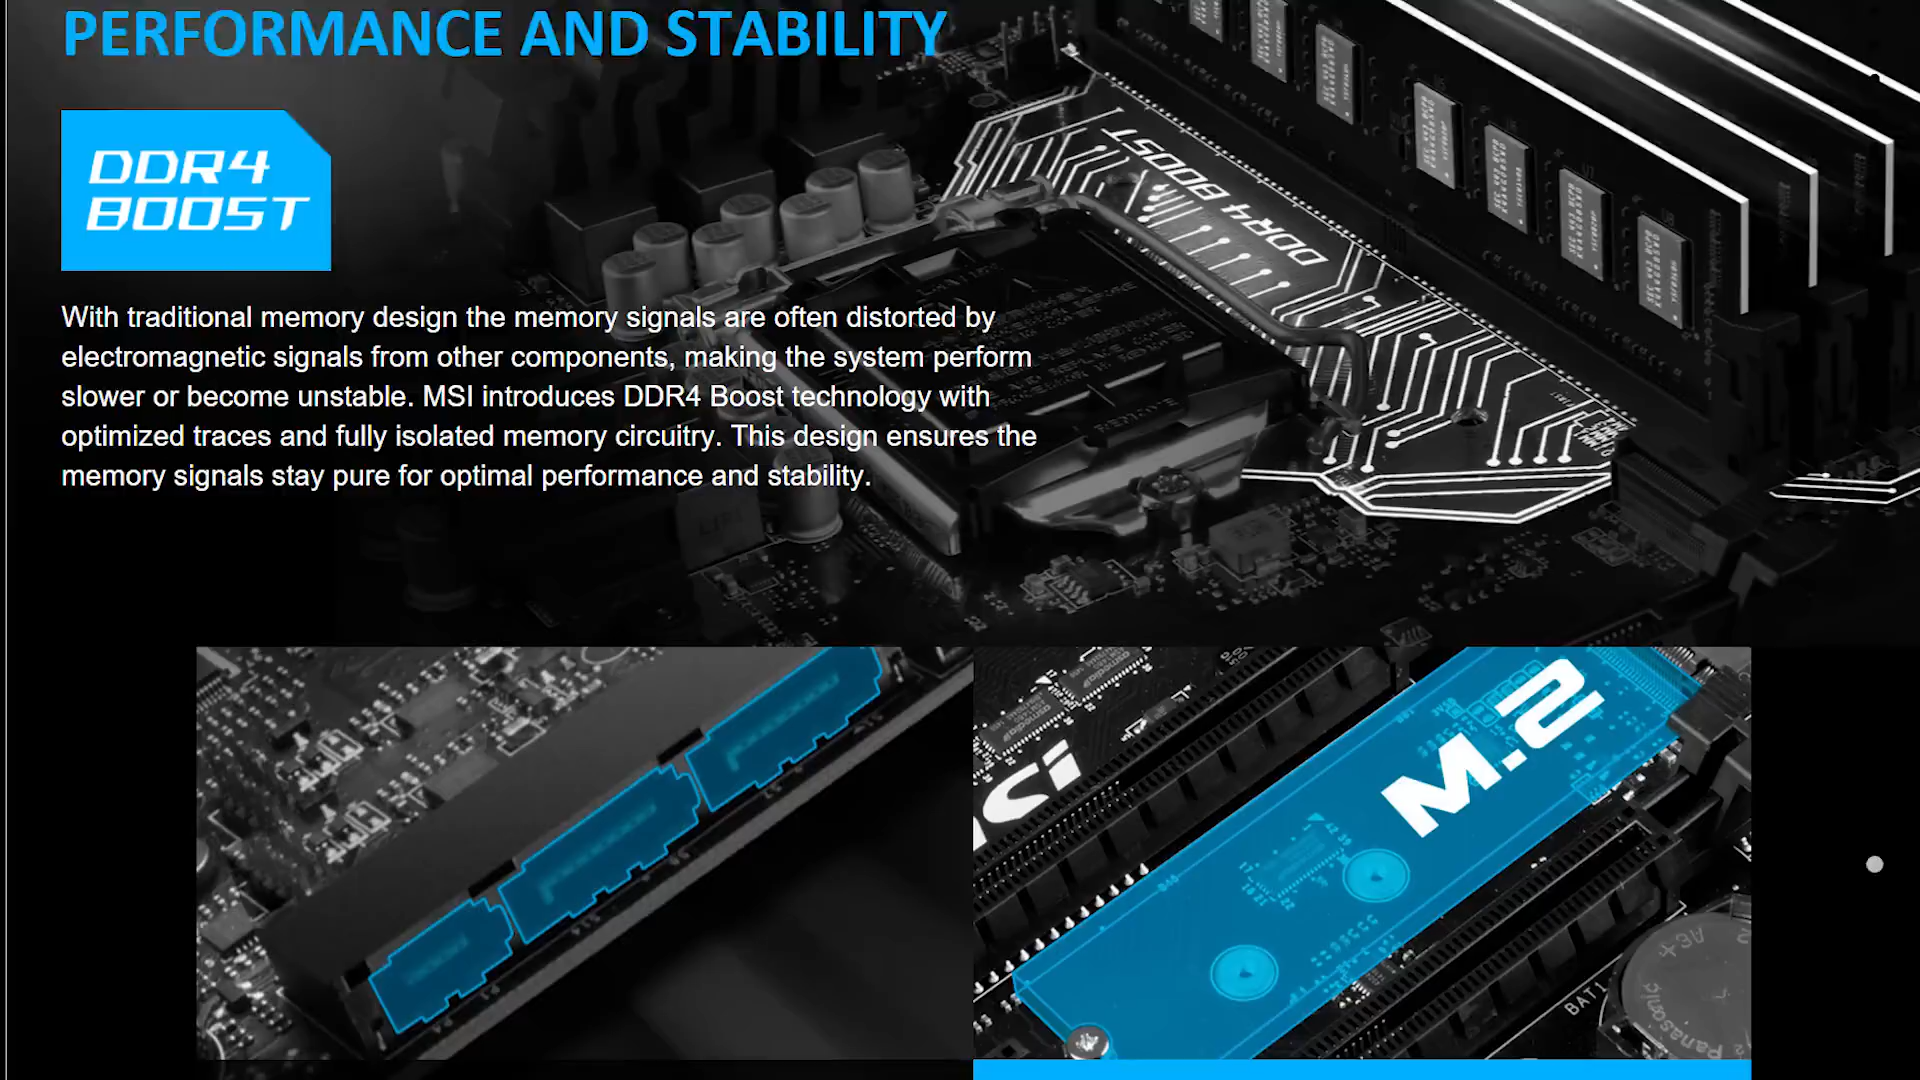 PERFORMANCE AND STABILITY
DDR4
BOOST
With traditional memory design the memory signals are often distorted by
electromagnetic signals from other components, making the system perform
slower or become unstable. MSI introduces DDR4 Boost technology with
optimized traces and fully isolated memory circuitry. This design ensures the
memory signals stay pure for optimal performance and stability.
DDR4 BOOST
M.2
BAT1
Panasonic